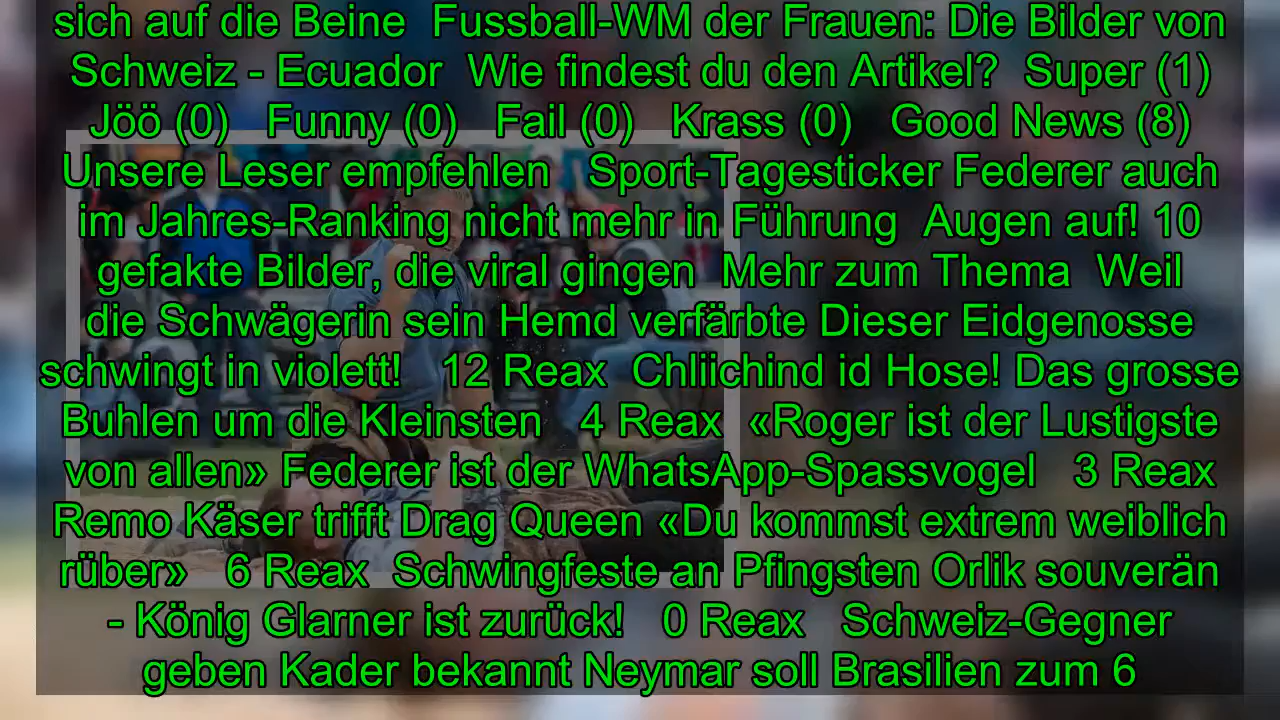 sich auf die Beine  Fussball-WM der Frauen: Die Bilder von
Schweiz - Ecuador  Wie findest du den Artikel?  Super (1)
Jöö (0)   Funny (0)   Fail (0)   Krass (0)   Good News (8)
Unsere Leser empfehlen   Sport-Tagesticker Federer auch
im Jahres-Ranking nicht mehr in Führung  Augen auf! 10
gefakte Bilder, die viral gingen  Mehr zum Thema  Weil
die Schwägerin sein Hemd verfärbte Dieser Eidgenosse
schwingt in violett!   12 Reax  Chliichind id Hose! Das grosse
Buhlen um die Kleinsten   4 Reax  «Roger ist der Lustigste
von allen» Federer ist der WhatsApp-Spassvogel   3 Reax
Remo Käser trifft Drag Queen «Du kommst extrem weiblich
rüber»   6 Reax  Schwingfeste an Pfingsten Orlik souverän
- König Glarner ist zurück!   0 Reax   Schweiz-Gegner
geben Kader bekannt Neymar soll Brasilien zum 6